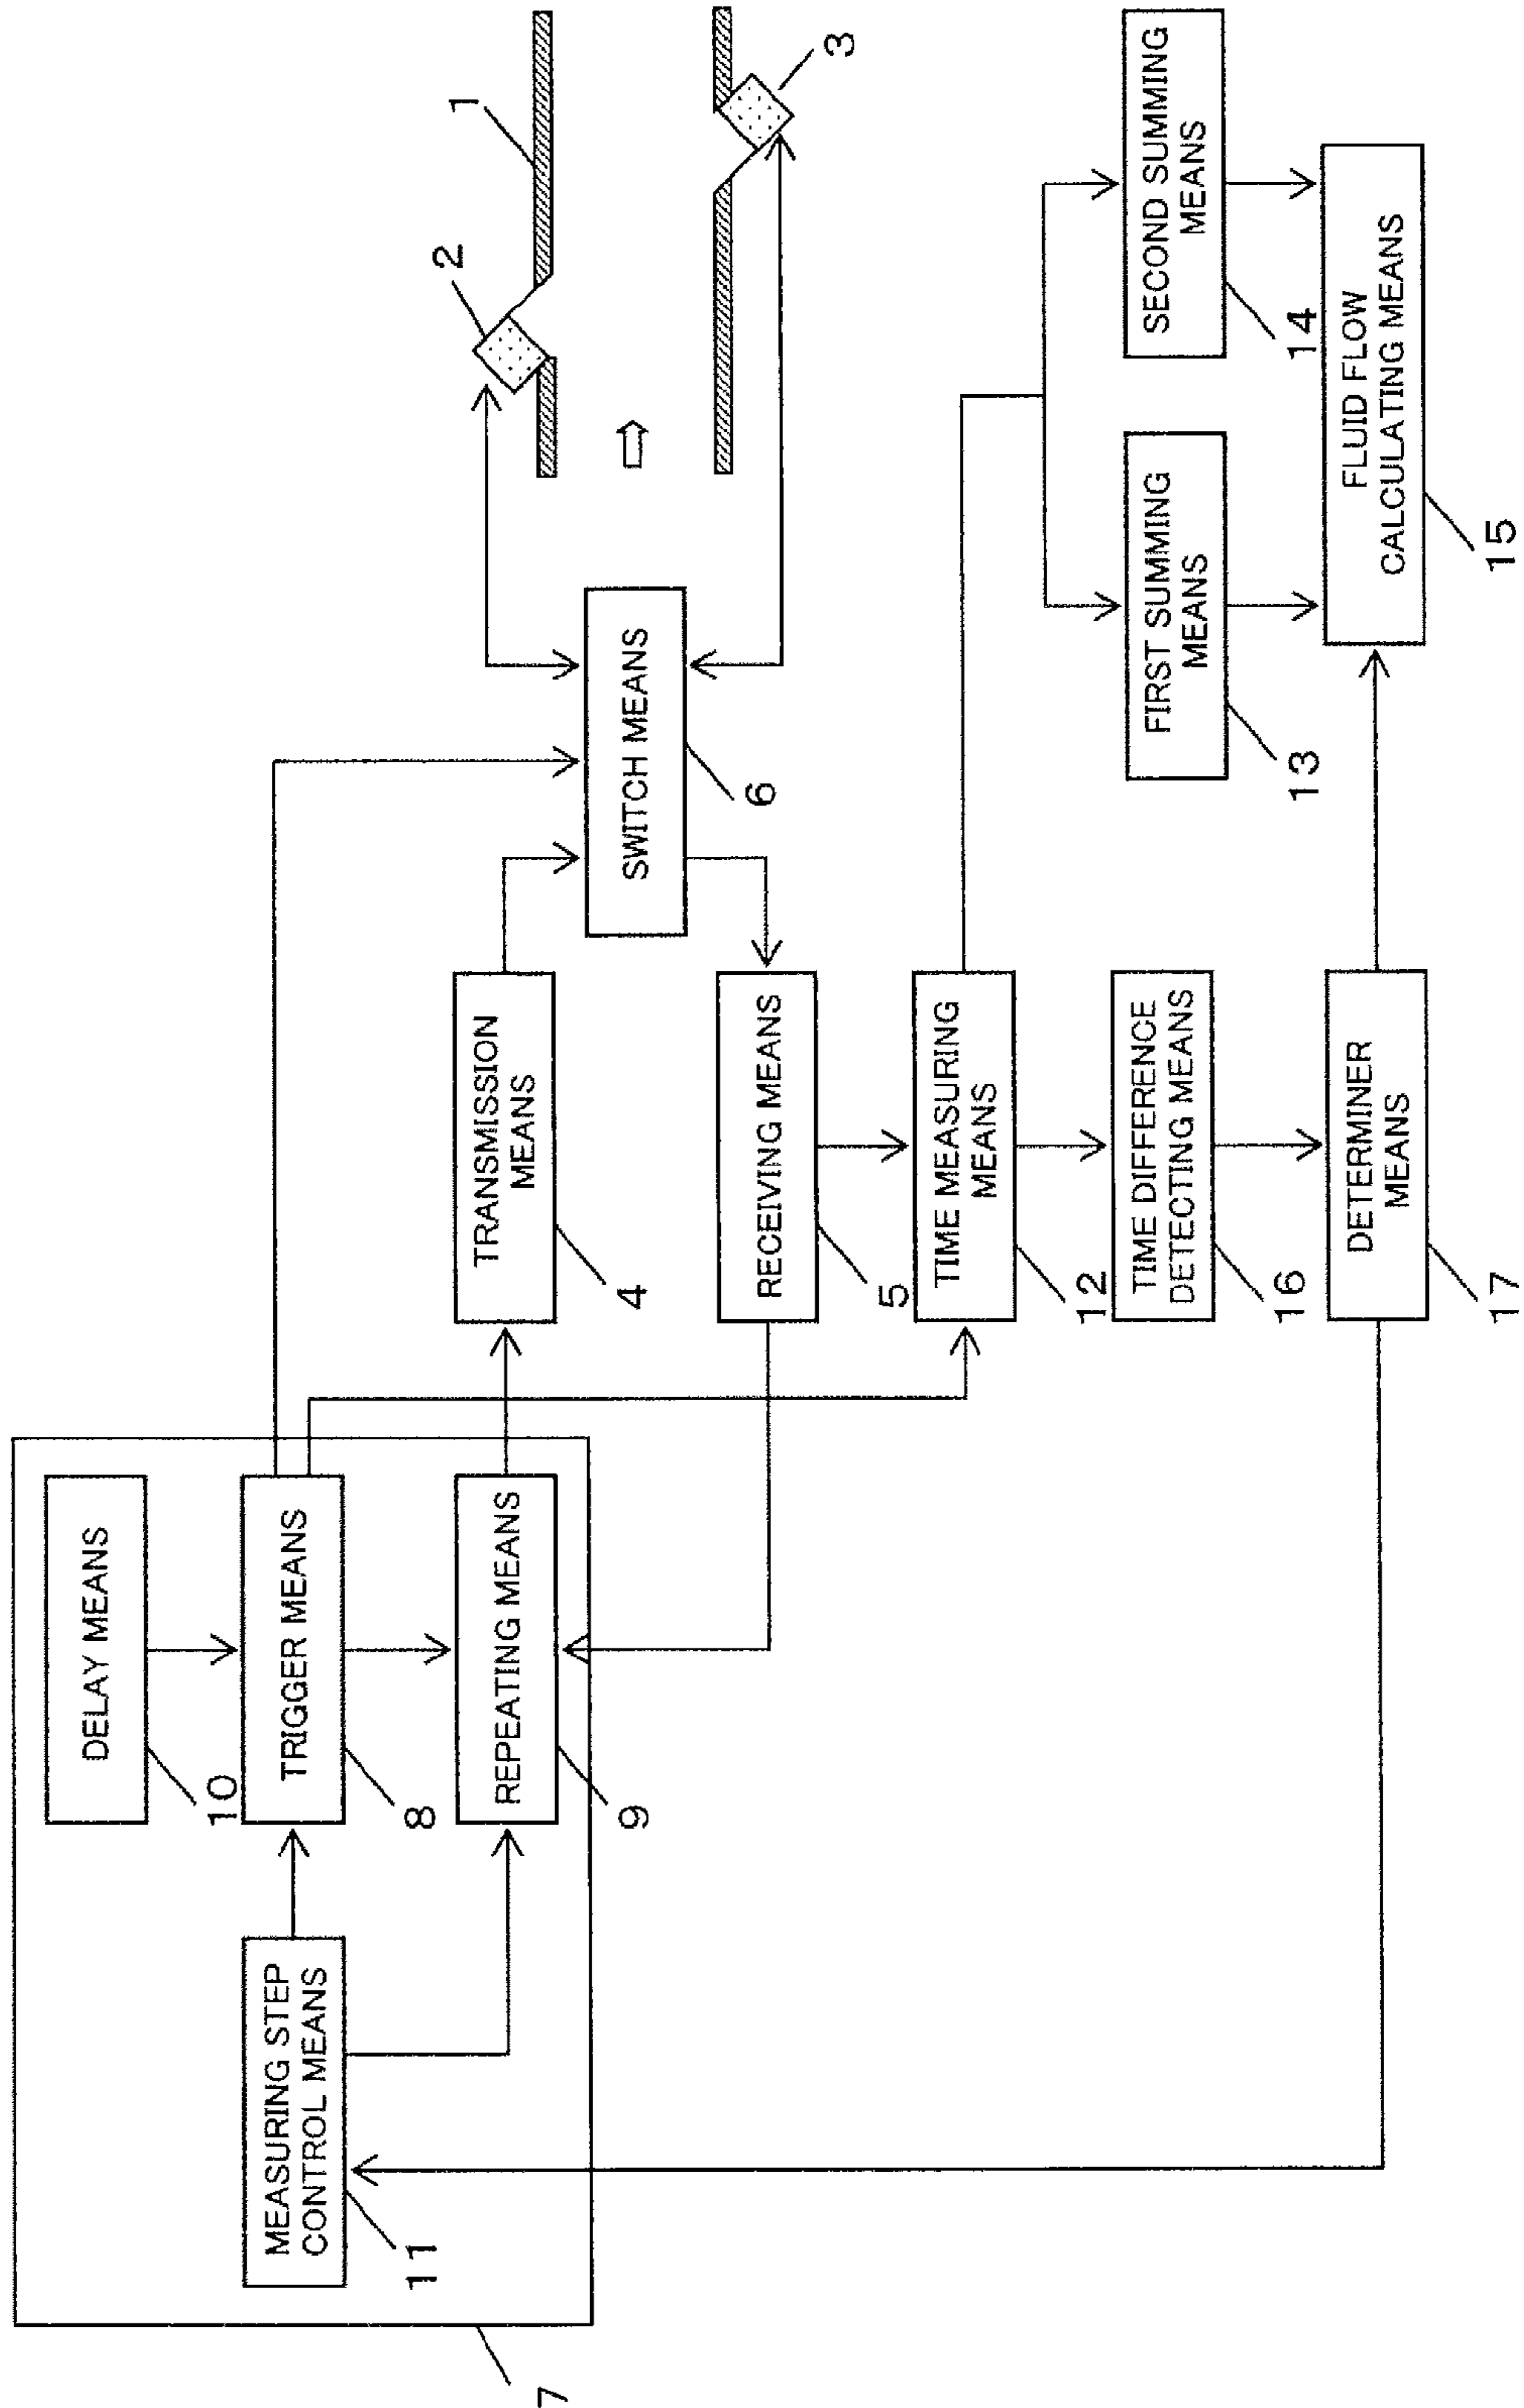 DELAY MEANS
10
1
2
3
MEASURING STEP
CONTROL MEANS
11
TRIGGER MEANS
8
TRANSMISSION
MEANS
4
SWITCH MEANS
6
REPEATING MEANS
9
7
RECEIVING MEANS
5
TIME MEASURING
MEANS
12
TIME DIFFERENCE
DETECTING MEANS
16
FIRST SUMMING
MEANS
13
SECOND SUMMING
MEANS
14
DETERMINER
MEANS
17
FLUID FLOW
CALCULATING MEANS
15